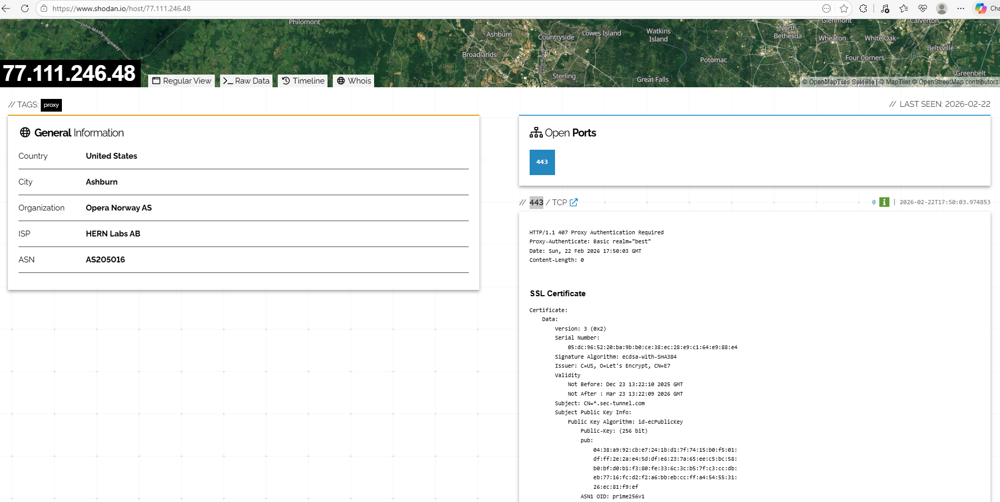 https://www.shodan.io/host/77.111.246.48
Cha
Philomont
John-Mosby-Highway
Ashburn
Countryside
Lowes Island
Watkins
Island
Glenmont
Calverton
North
Bethesda
Wheaton
White Oak
Broadlands
Beltsville
Potomac
Four Corners
Sterling
Great Falls
Greenbelt
© OpenMapTiles Satellite | © MapTiler © OpenStreetMap contributors
77.111.246.48
Regular View
Raw Data
Timeline
Whois
// TAGS: proxy
// LAST SEEN: 2026-02-22
General Information
Country United States
City Ashburn
Organization Opera Norway AS
ISP HERN Labs AB
ASN AS205016
Open Ports
443
// 443 / TCP
0 i | 2026-02-22T17:50:03.974853
HTTP/1.1 407 Proxy Authentication Required
Proxy-Authenticate: Basic realm="best"
Date: Sun, 22 Feb 2026 17:50:03 GMT
Content-Length: 0
SSL Certificate
Certificate:
Data:
Version: 3 (0x2)
Serial Number:
05:dc:96:52:20:ba:9b:b0:ce:38:ec:28:e9:c1:64:e9:88:e4
Signature Algorithm: ecdsa-with-SHA384
Issuer: C=US, O=Let's Encrypt, CN=E7
Validity
Not Before: Dec 23 13:22:10 2025 GMT
Not After : Mar 23 13:22:09 2026 GMT
Subject: CN=*.sec-tunnel.com
Subject Public Key Info:
Public Key Algorithm: id-ecPublicKey
Public-Key: (256 bit)
pub:
04:38:a9:92:cb:e7:24:1b:d1:7f:74:15:b0:f5:01:
df:ff:2e:2a:e4:5d:df:e6:23:7a:65:ee:c5:bc:58:
b0:bf:d0:b1:f3:80:fe:33:6c:3c:b5:7f:c3:cc:db:
eb:77:16:fc:d2:f2:a6:bb:eb:cc:ff:a4:54:55:31:
26:ec:81:f9:ef
ASN1 OID: prime256v1